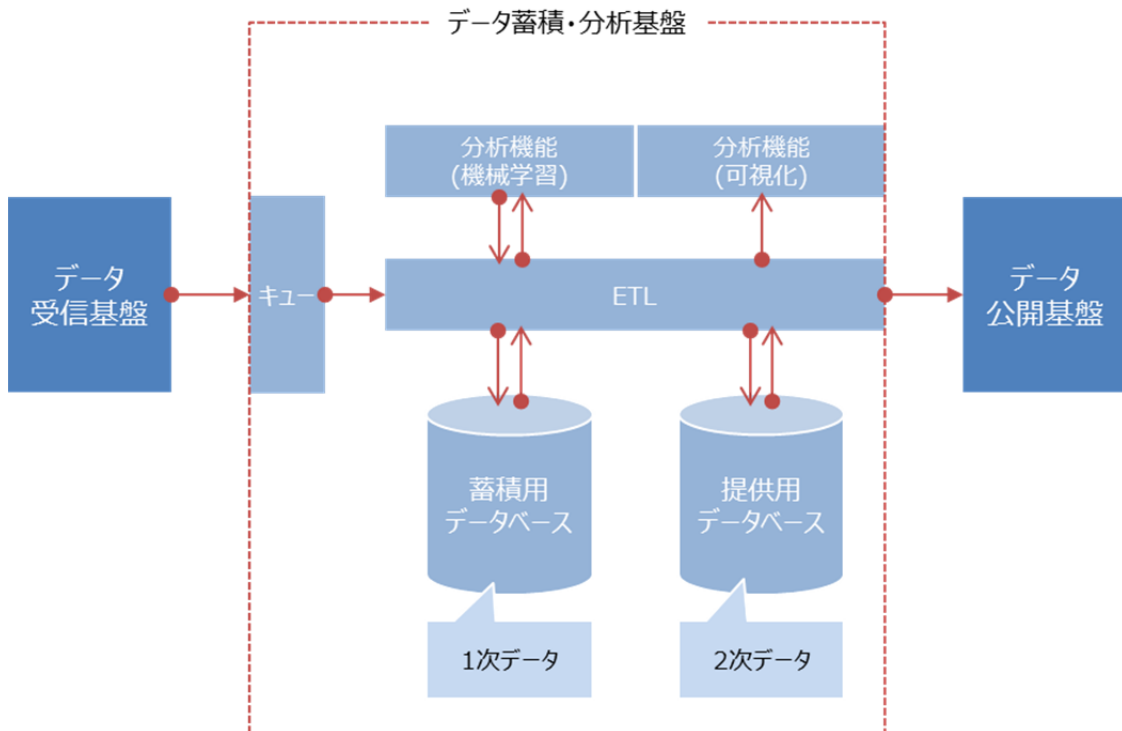 データ蓄積・分析基盤
分析機能
(機械学習)
分析機能
(可視化)
データ
受信基盤
キュー
ETL
データ
公開基盤
蓄積用
データベース
提供用
データベース
1次データ
2次データ